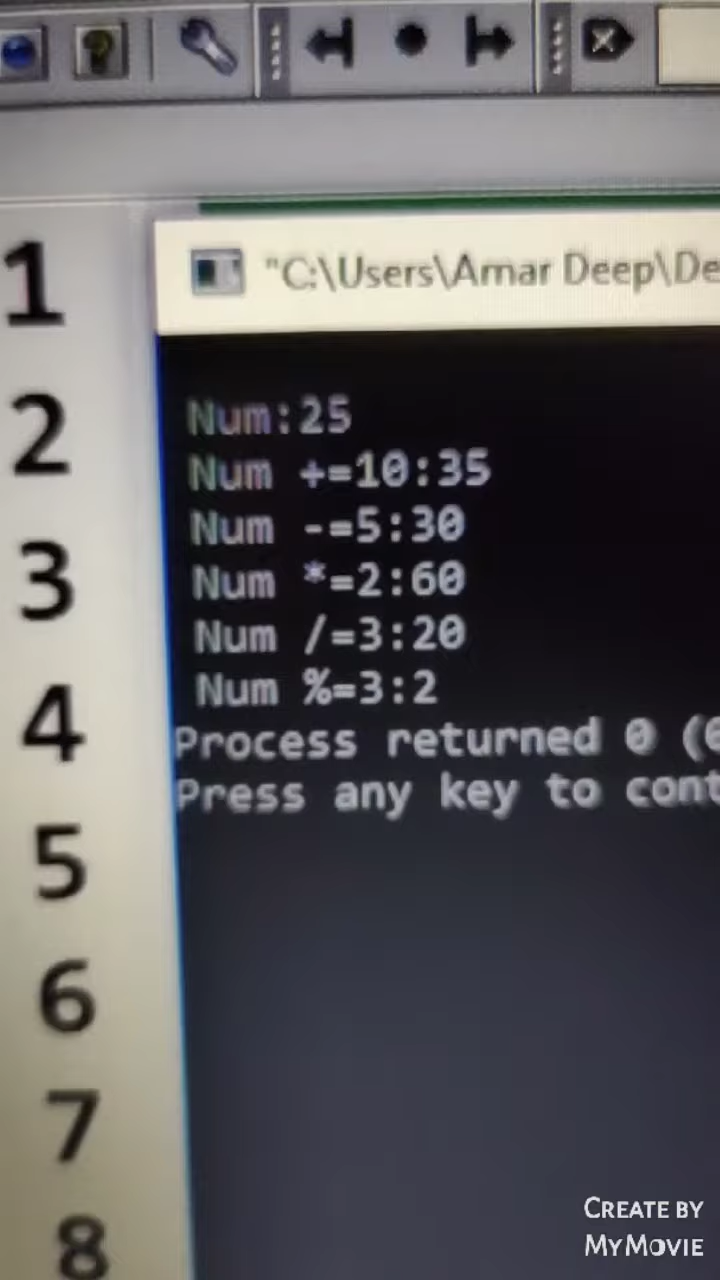 1
"C:\Users\Amar Deep\De
2
Num:25
Num +=10:35
Num -=5:30
3
Num *=2:60
Num /=3:20
4
Num %=3:2
Process returned 0 (
5
Press any key to cont
6
7
8
CREATE BY
MYMOVIE